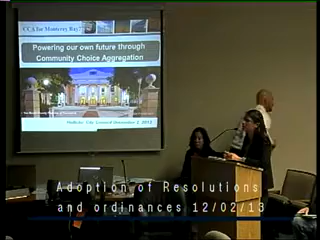 CCA for Monterey Bay?
Powering our own future through
Community Choice Aggregation
Adoption of Resolutions
and ordinances 12/02/13